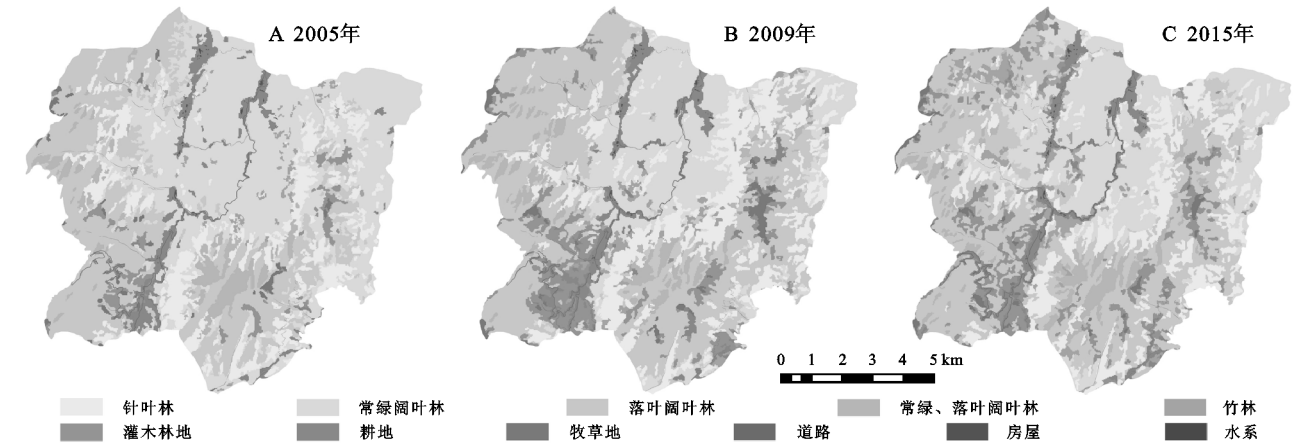 A 2005年
B 2009年
C 2015年
0 1 2 3 4 5 km
针叶林 常绿阔叶林 落叶阔叶林 常绿、落叶阔叶林 竹林
灌木林地 耕地 牧草地 道路 房屋 水系